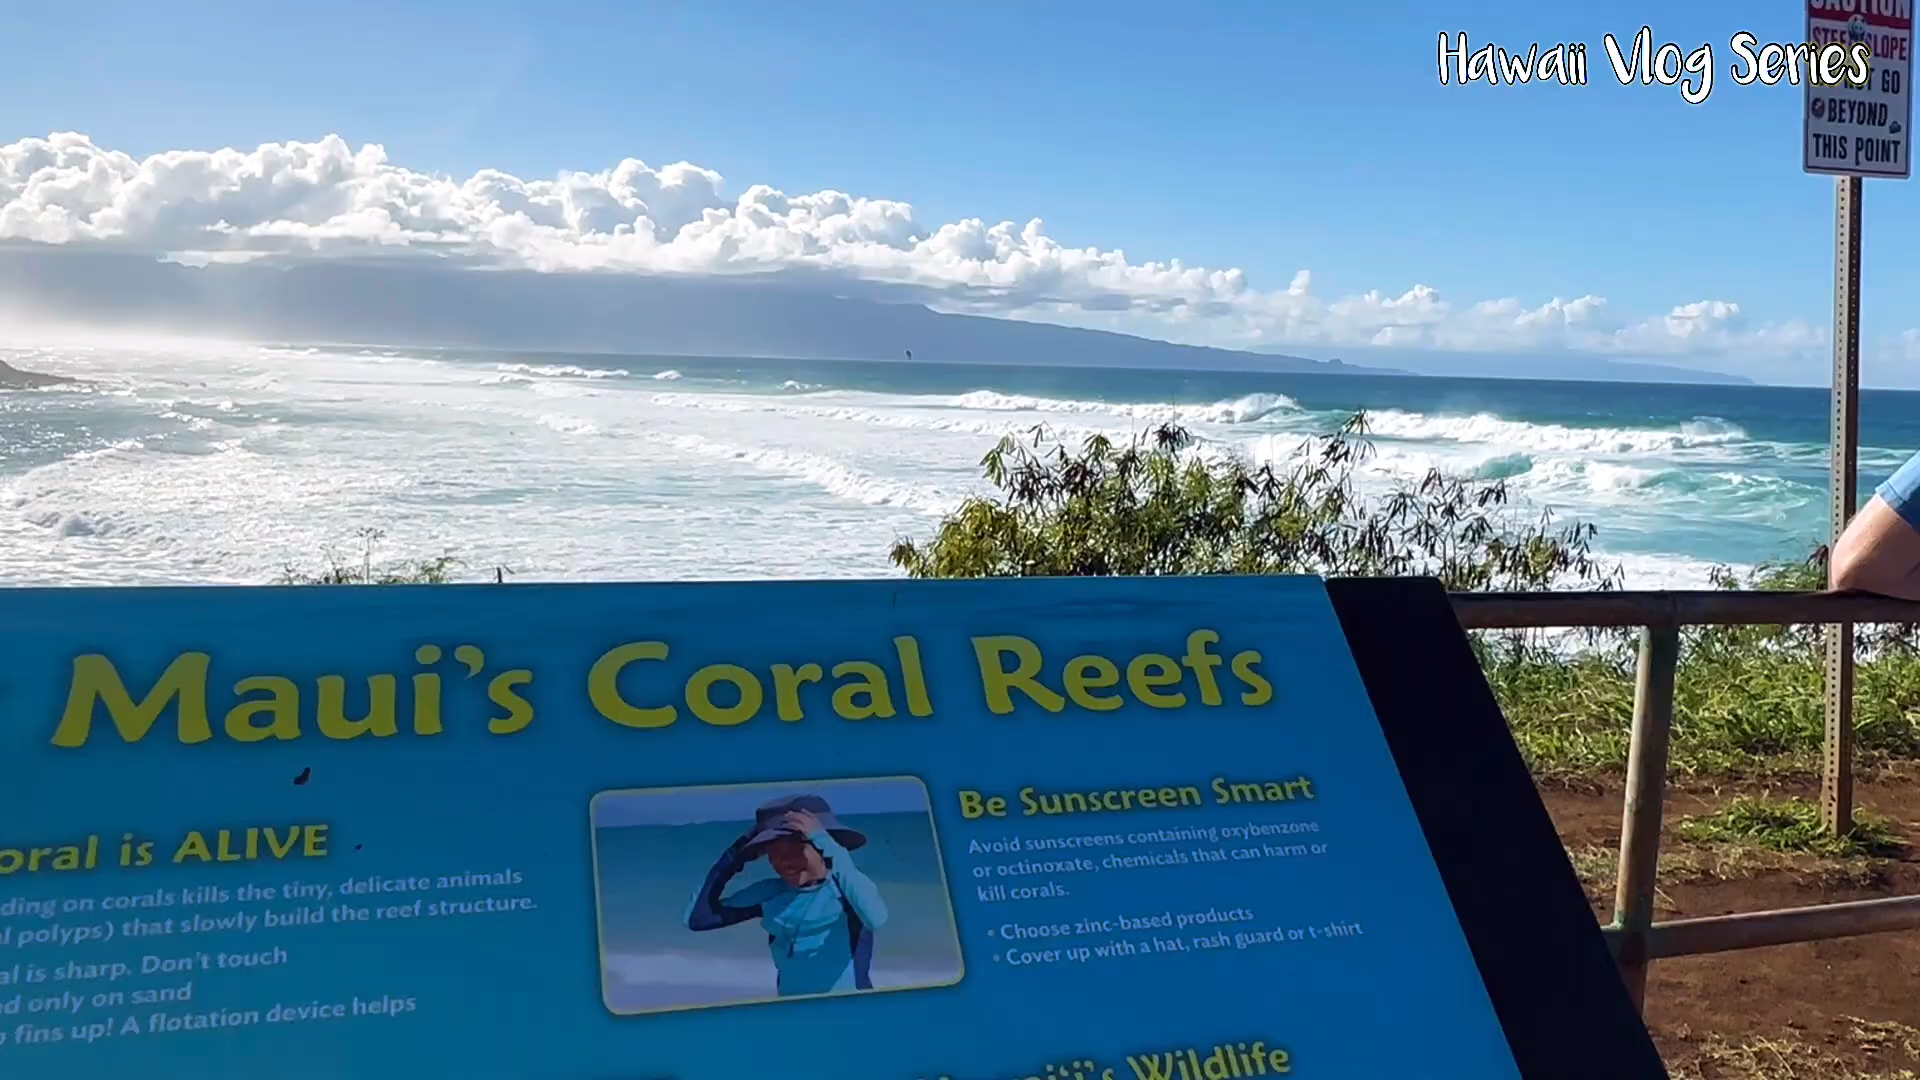 Hawaii Vlog Series
CAUTION
STEEP SLOPE
NOT GO
BEYOND
THIS POINT
Maui's Coral Reefs
oral is ALIVE
ding on corals kills the tiny, delicate animals
l polyps) that slowly build the reef structure.
al is sharp. Don't touch
d only on sand
fins up! A flotation device helps
Be Sunscreen Smart
Avoid sunscreens containing oxybenzone
or octinoxate, chemicals that can harm or
kill corals.
• Choose zinc-based products
• Cover up with a hat, rash guard or t-shirt
Wildlife